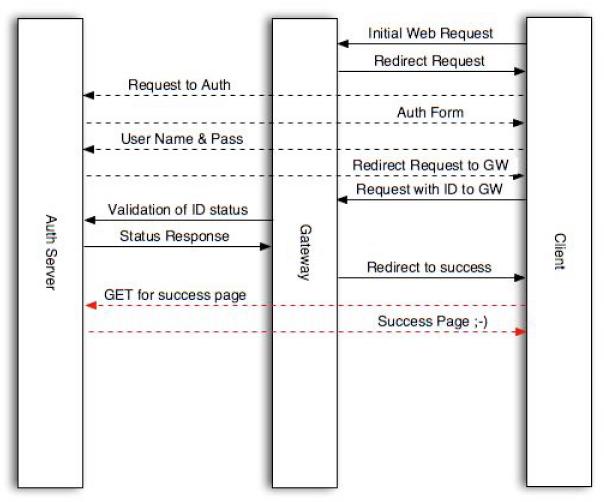 Initial Web Request
Redirect Request
Request to Auth
Auth Form
User Name & Pass
Redirect Request to GW
Request with ID to GW
Validation of ID status
Status Response
Auth Server
Gateway
Client
Redirect to success
GET for success page
Success Page ;-)